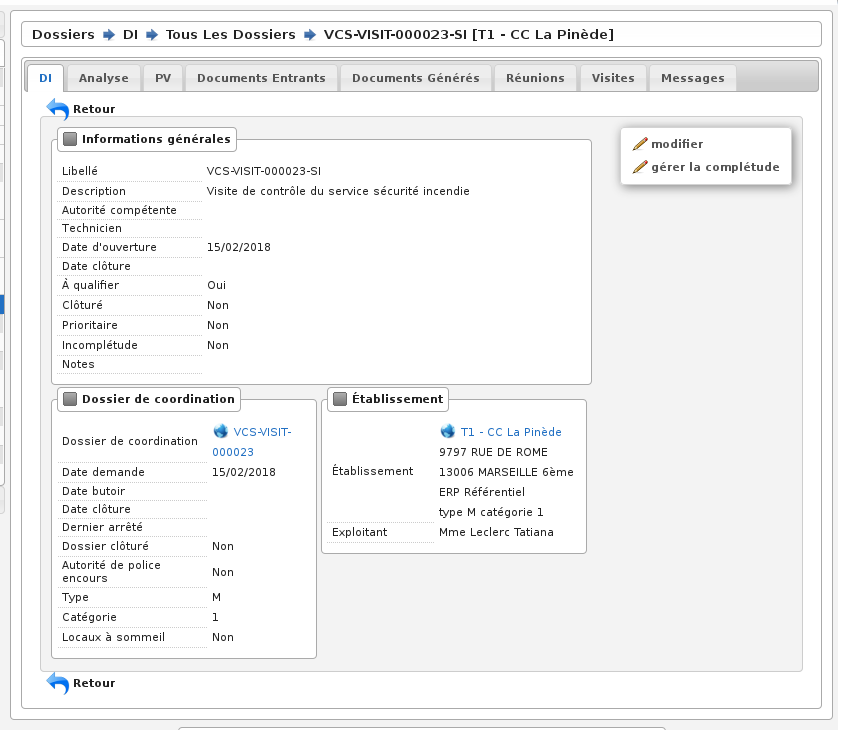 Dossiers DI Tous Les Dossiers VCS-VISIT-000023-SI [T1 - CC La Pinède]
DI Analyse PV Documents Entrants Documents Générés Réunions Visites Messages
Retour
Informations générales
modifier
gérer la complétude
Libellé VCS-VISIT-000023-SI
Description Visite de contrôle du service sécurité incendie
Autorité compétente
Technicien
Date d'ouverture 15/02/2018
Date clôture
À qualifier Oui
Clôturé Non
Prioritaire Non
Incomplétude Non
Notes
Dossier de coordination
Dossier de coordination VCS-VISIT-
000023
Date demande 15/02/2018
Date butoir
Date clôture
Dernier arrêté
Dossier clôturé Non
Autorité de police
encours Non
Type M
Catégorie 1
Locaux à sommeil Non
Établissement
T1 - CC La Pinède
9797 RUE DE ROME
Établissement 13006 MARSEILLE 6ème
ERP Référentiel
type M catégorie 1
Exploitant Mme Leclerc Tatiana
Retour